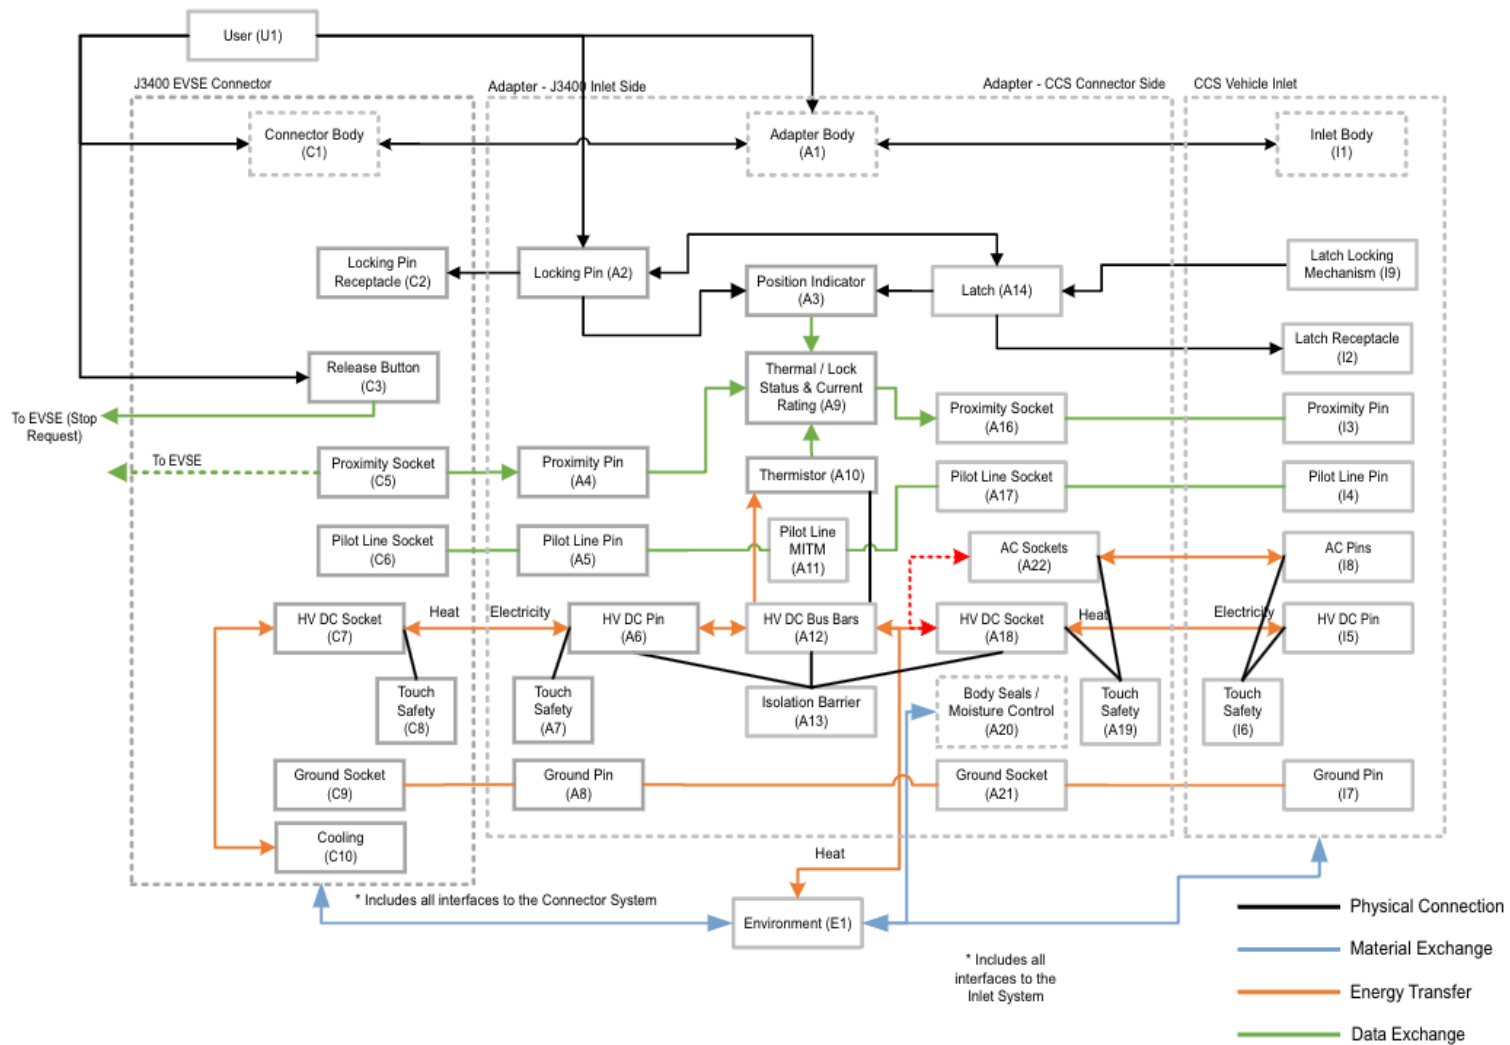 User (U1)
J3400 EVSE Connector
Adapter - J3400 Inlet Side
Adapter - CCS Connector Side
CCS Vehicle Inlet
Connector Body
(C1)
Adapter Body
(A1)
Inlet Body
(I1)
Locking Pin
Receptacle (C2)
Locking Pin (A2)
Position Indicator
(A3)
Latch (A14)
Latch Locking
Mechanism (I9)
Latch Receptacle
(I2)
Release Button
(C3)
Thermal / Lock
Status & Current
Rating (A9)
To EVSE (Stop
Request)
Proximity Socket
(A16)
Proximity Pin
(I3)
To EVSE
Proximity Socket
(C5)
Proximity Pin
(A4)
Thermistor (A10)
Pilot Line Socket
(A17)
Pilot Line Pin
(I4)
Pilot Line Socket
(C6)
Pilot Line Pin
(A5)
Pilot Line
MITM
(A11)
AC Sockets
(A22)
AC Pins
(I8)
HV DC Socket
(C7)
Heat
Electricity
HV DC Pin
(A6)
HV DC Bus Bars
(A12)
HV DC Socket
(A18)
Heat
Electricity
HV DC Pin
(I5)
Touch
Safety
(C8)
Touch
Safety
(A7)
Isolation Barrier
(A13)
Body Seals /
Moisture Control
(A20)
Touch
Safety
(A19)
Touch
Safety
(I6)
Ground Socket
(C9)
Ground Pin
(A8)
Ground Socket
(A21)
Ground Pin
(I7)
Cooling
(C10)
Heat
* Includes all interfaces to the Connector System
Environment (E1)
* Includes all
interfaces to the
Inlet System
Physical Connection
Material Exchange
Energy Transfer
Data Exchange